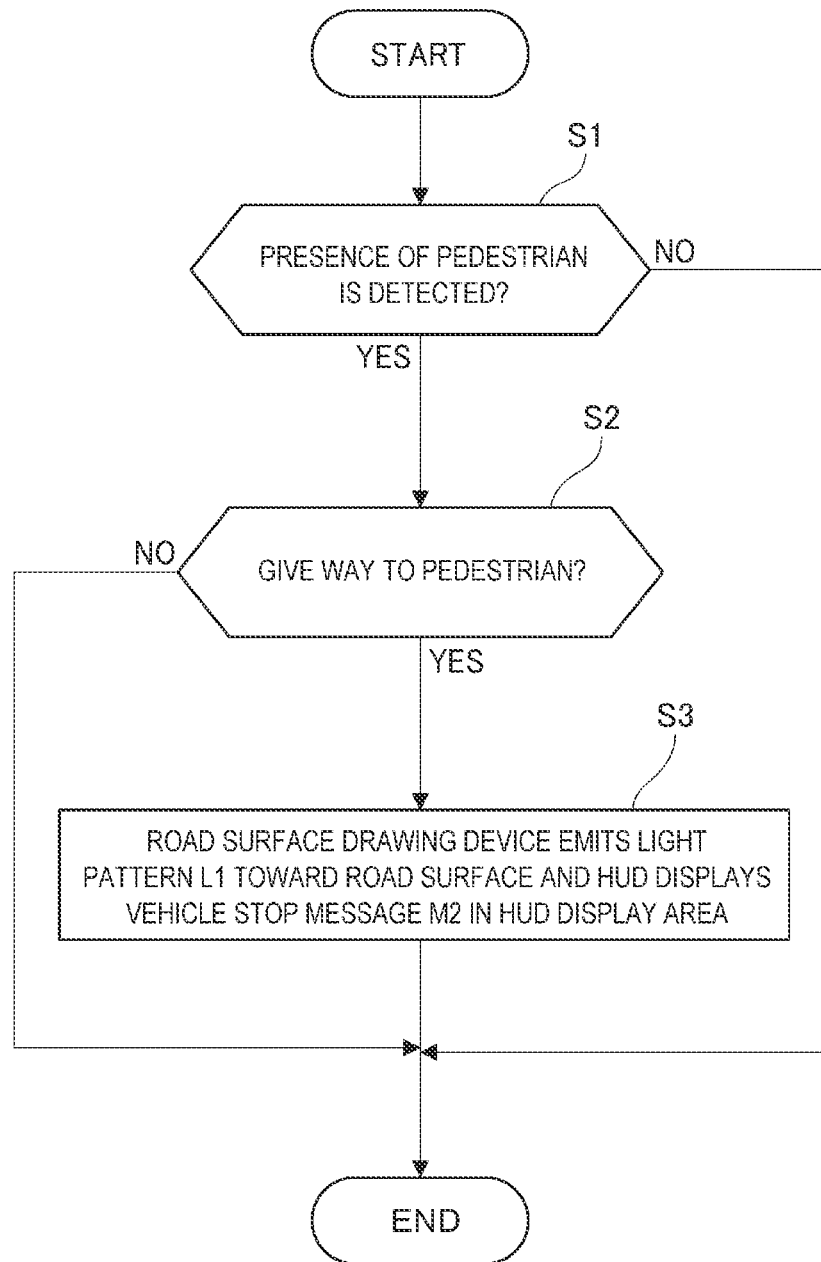 START
S1
PRESENCE OF PEDESTRIAN
IS DETECTED?
NO
YES
S2
NO
GIVE WAY TO PEDESTRIAN?
YES
S3
ROAD SURFACE DRAWING DEVICE EMITS LIGHT
PATTERN L1 TOWARD ROAD SURFACE AND HUD DISPLAYS
VEHICLE STOP MESSAGE M2 IN HUD DISPLAY AREA
END